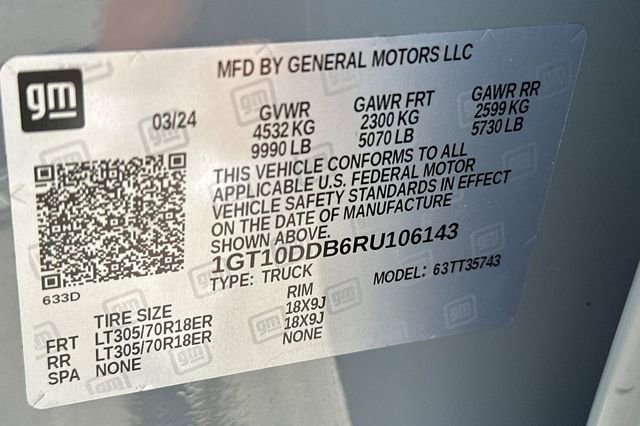 MFD BY GENERAL MOTORS LLC
gm
03/24
GVWR GAWR FRT GAWR RR
4532 KG 2300 KG 2599 KG
9990 LB 5070 LB 5730 LB
THIS VEHICLE CONFORMS TO ALL
APPLICABLE U.S. FEDERAL MOTOR
VEHICLE SAFETY STANDARDS IN EFFECT
ON THE DATE OF MANUFACTURE
SHOWN ABOVE.
1GT10DDB6RU106143
TYPE: TRUCK MODEL: 63TT35743
633D
TIRE SIZE RIM
FRT LT305/70R18ER 18X9J
RR LT305/70R18ER 18X9J
SPA NONE NONE